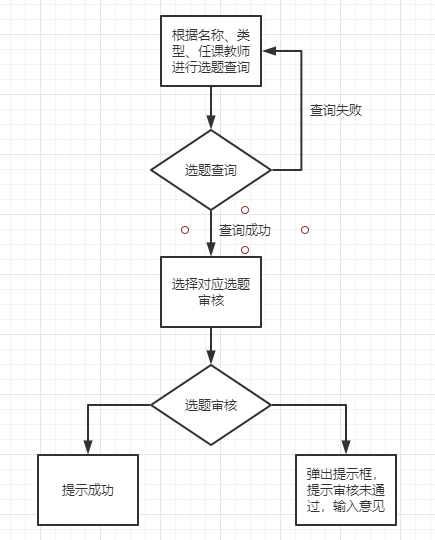 根据名称、类
型、任课教师
进行选题查询
查询失败
选题查询
查询成功
选择对应选题
审核
选题审核
提示成功
弹出提示框，
提示审核未通
过，输入意见